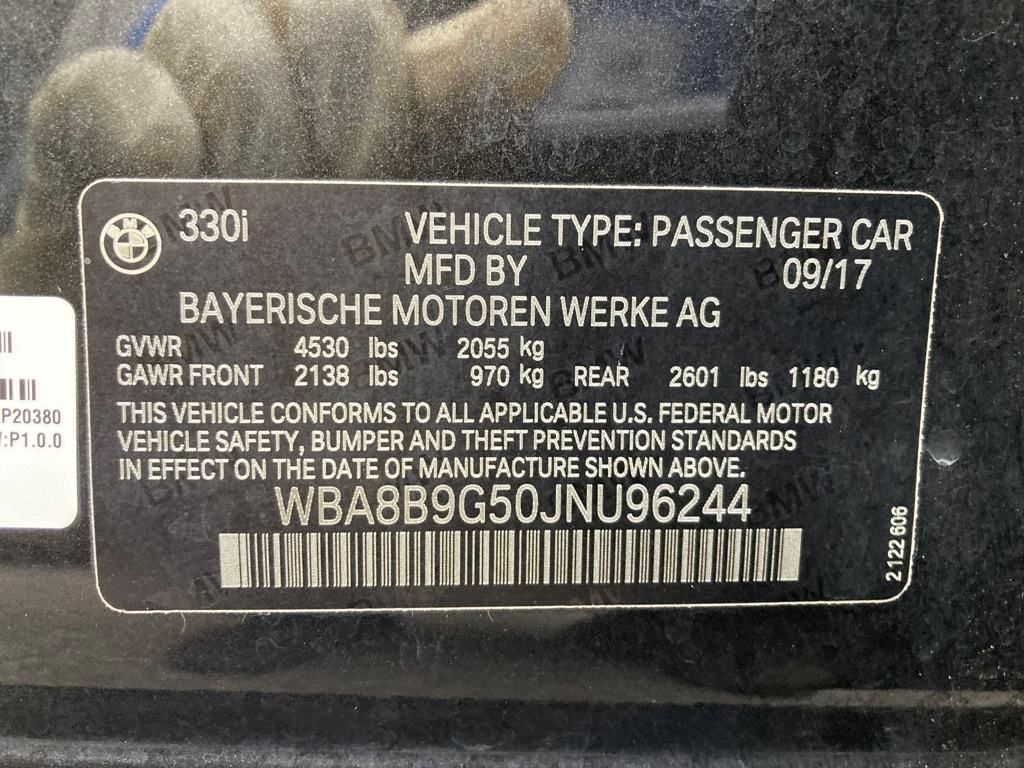 330i VEHICLE TYPE: PASSENGER CAR
MFD BY 09/17
BAYERISCHE MOTOREN WERKE AG
GVWR 4530 lbs 2055 kg
GAWR FRONT 2138 lbs 970 kg REAR 2601 lbs 1180 kg
THIS VEHICLE CONFORMS TO ALL APPLICABLE U.S. FEDERAL MOTOR
VEHICLE SAFETY, BUMPER AND THEFT PREVENTION STANDARDS
IN EFFECT ON THE DATE OF MANUFACTURE SHOWN ABOVE.
WBA8B9G50JNU96244
2 122 606
P20380
:P1.0.0
BMW